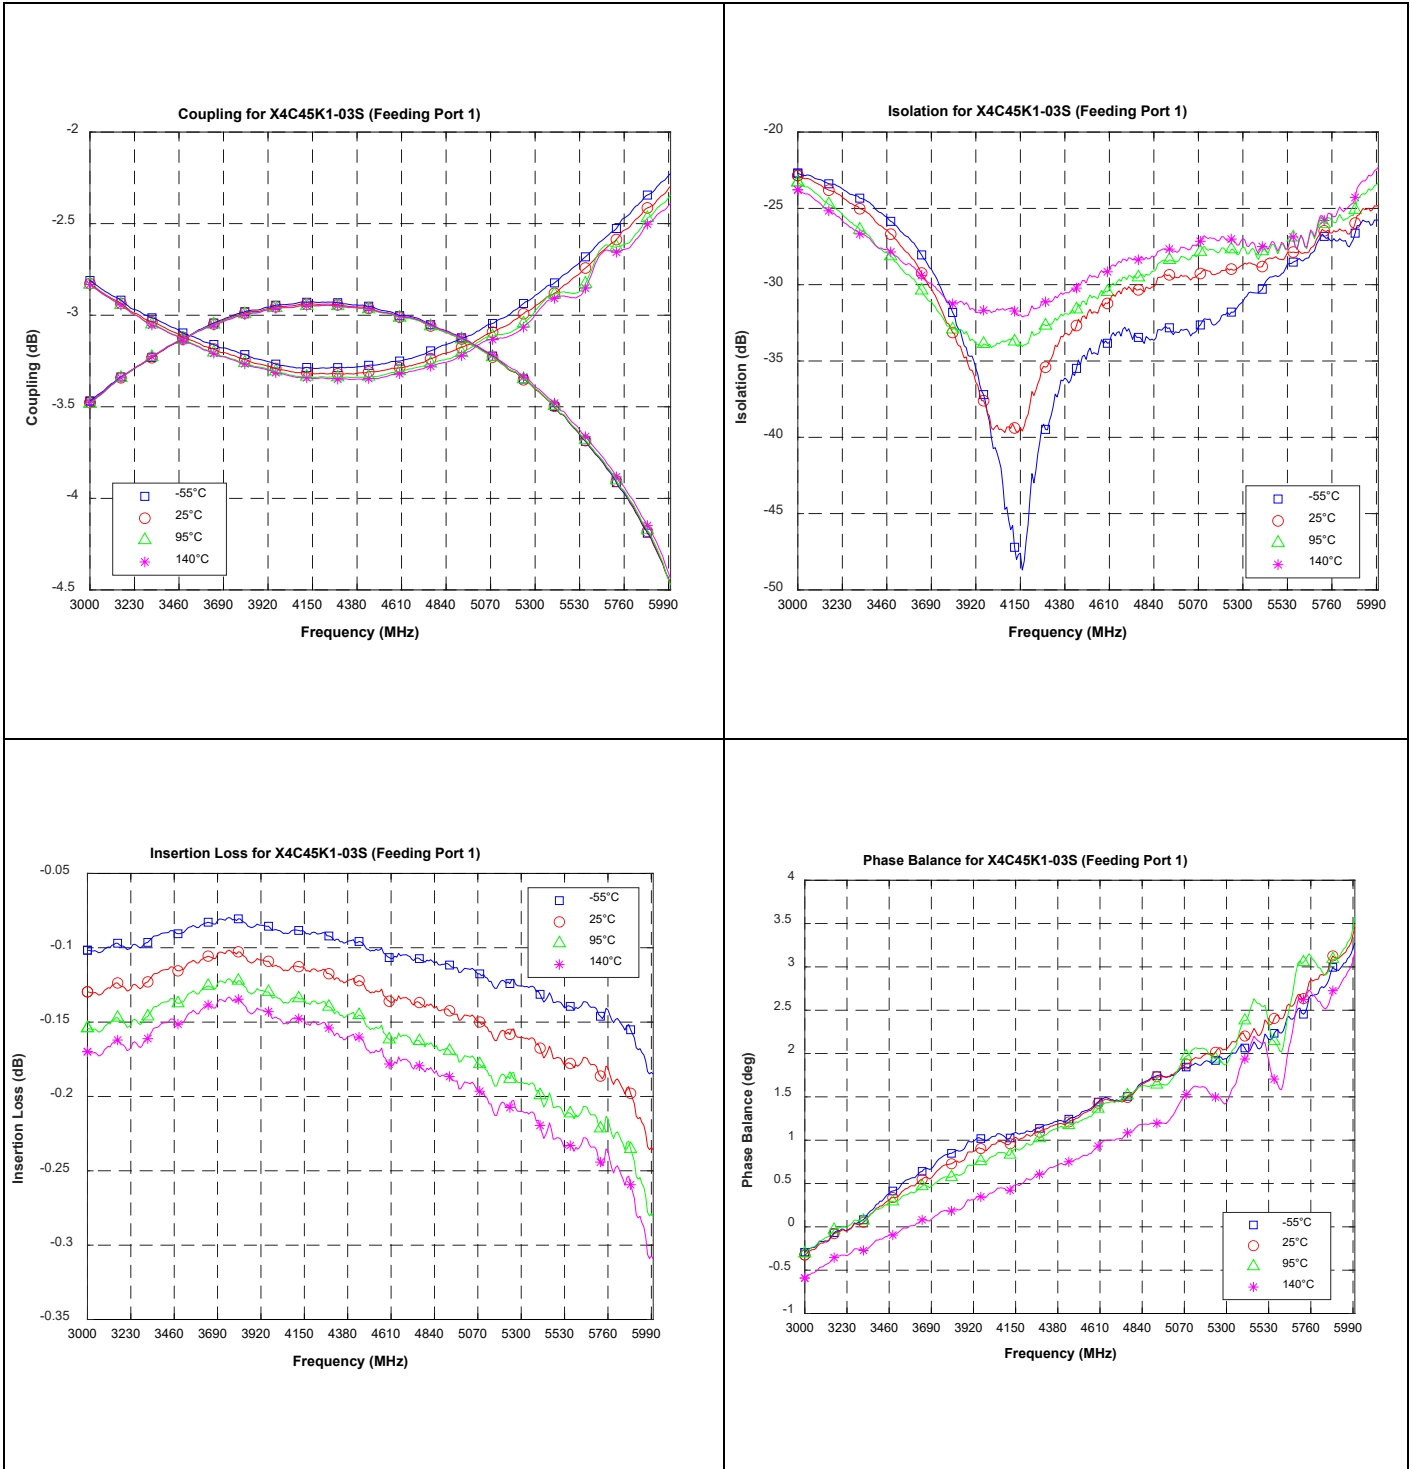 Coupling for X4C45K1-03S (Feeding Port 1)
-2
-2.5
-3
-3.5
-4
-4.5
Coupling (dB)
-55°C
25°C
95°C
140°C
3000 3230 3460 3690 3920 4150 4380 4610 4840 5070 5300 5530 5760 5990
Frequency (MHz)
Isolation for X4C45K1-03S (Feeding Port 1)
-20
-25
-30
-35
-40
-45
-50
Isolation (dB)
-55°C
25°C
95°C
140°C
3000 3230 3460 3690 3920 4150 4380 4610 4840 5070 5300 5530 5760 5990
Frequency (MHz)
Insertion Loss for X4C45K1-03S (Feeding Port 1)
-0.05
-0.1
-0.15
-0.2
-0.25
-0.3
-0.35
Insertion Loss (dB)
-55°C
25°C
95°C
140°C
3000 3230 3460 3690 3920 4150 4380 4610 4840 5070 5300 5530 5760 5990
Frequency (MHz)
Phase Balance for X4C45K1-03S (Feeding Port 1)
4
3.5
3
2.5
2
1.5
1
0.5
0
-0.5
-1
Phase Balance (deg)
-55°C
25°C
95°C
140°C
3000 3230 3460 3690 3920 4150 4380 4610 4840 5070 5300 5530 5760 5990
Frequency (MHz)